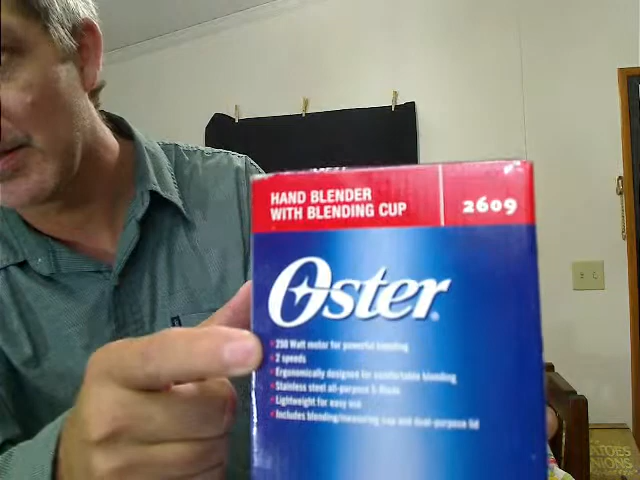 HAND BLENDER
WITH BLENDING CUP
2609
Oster
250 Watt motor for powerful blending
2 speeds
Ergonomically designed for comfortable blending
Stainless steel all-purpose S Blade
Lightweight for easy use
Includes blending/measuring cup and dual-purpose lid
ONIONS